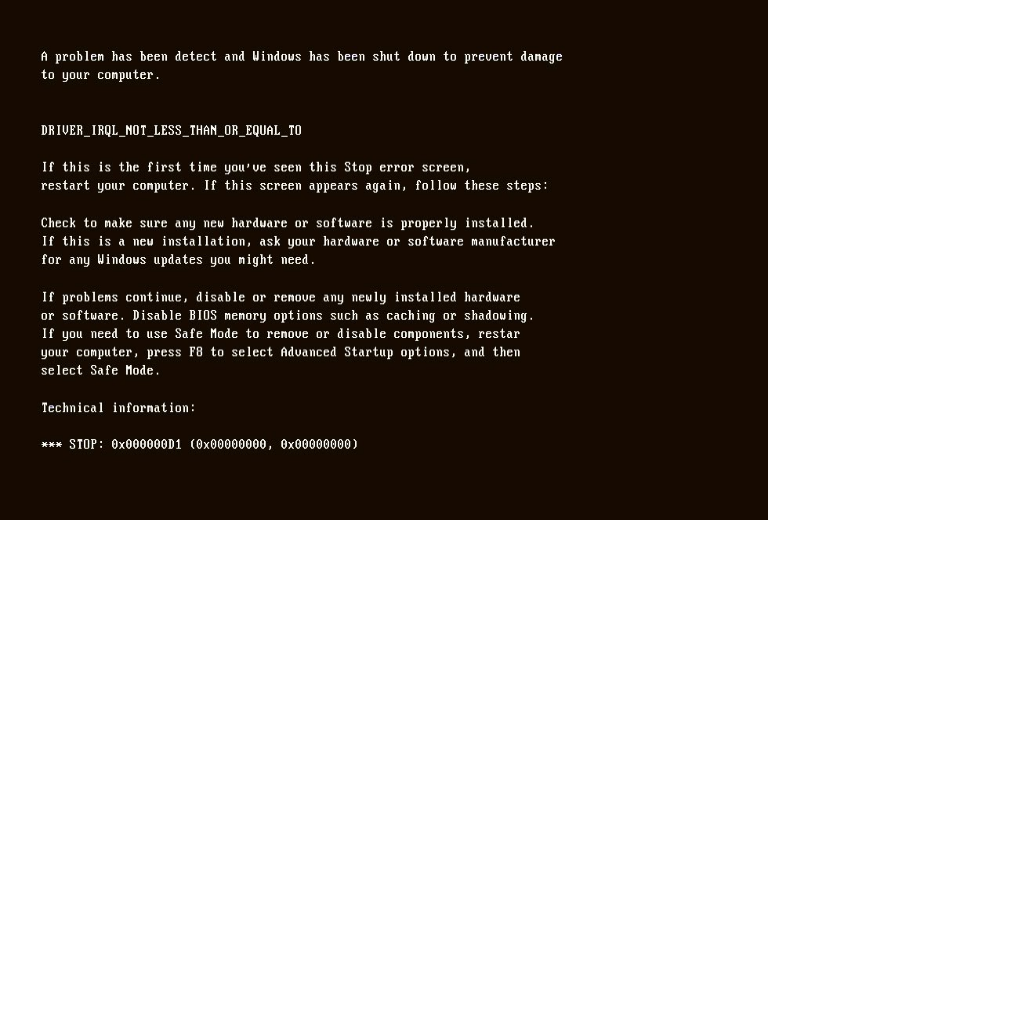 A problem has been detect and Windows has been shut down to prevent damage
to your computer.
DRIVER_IRQL_NOT_LESS_THAN_OR_EQUAL_TO
If this is the first time you've seen this Stop error screen,
restart your computer. If this screen appears again, follow these steps:
Check to make sure any new hardware or software is properly installed.
If this is a new installation, ask your hardware or software manufacturer
for any Windows updates you might need.
If problems continue, disable or remove any newly installed hardware
or software. Disable BIOS memory options such as caching or shadowing.
If you need to use Safe Mode to remove or disable components, restar
your computer, press F8 to select Advanced Startup options, and then
select Safe Mode.
Technical information:
*** STOP: 0x000000D1 (0x00000000, 0x00000000)